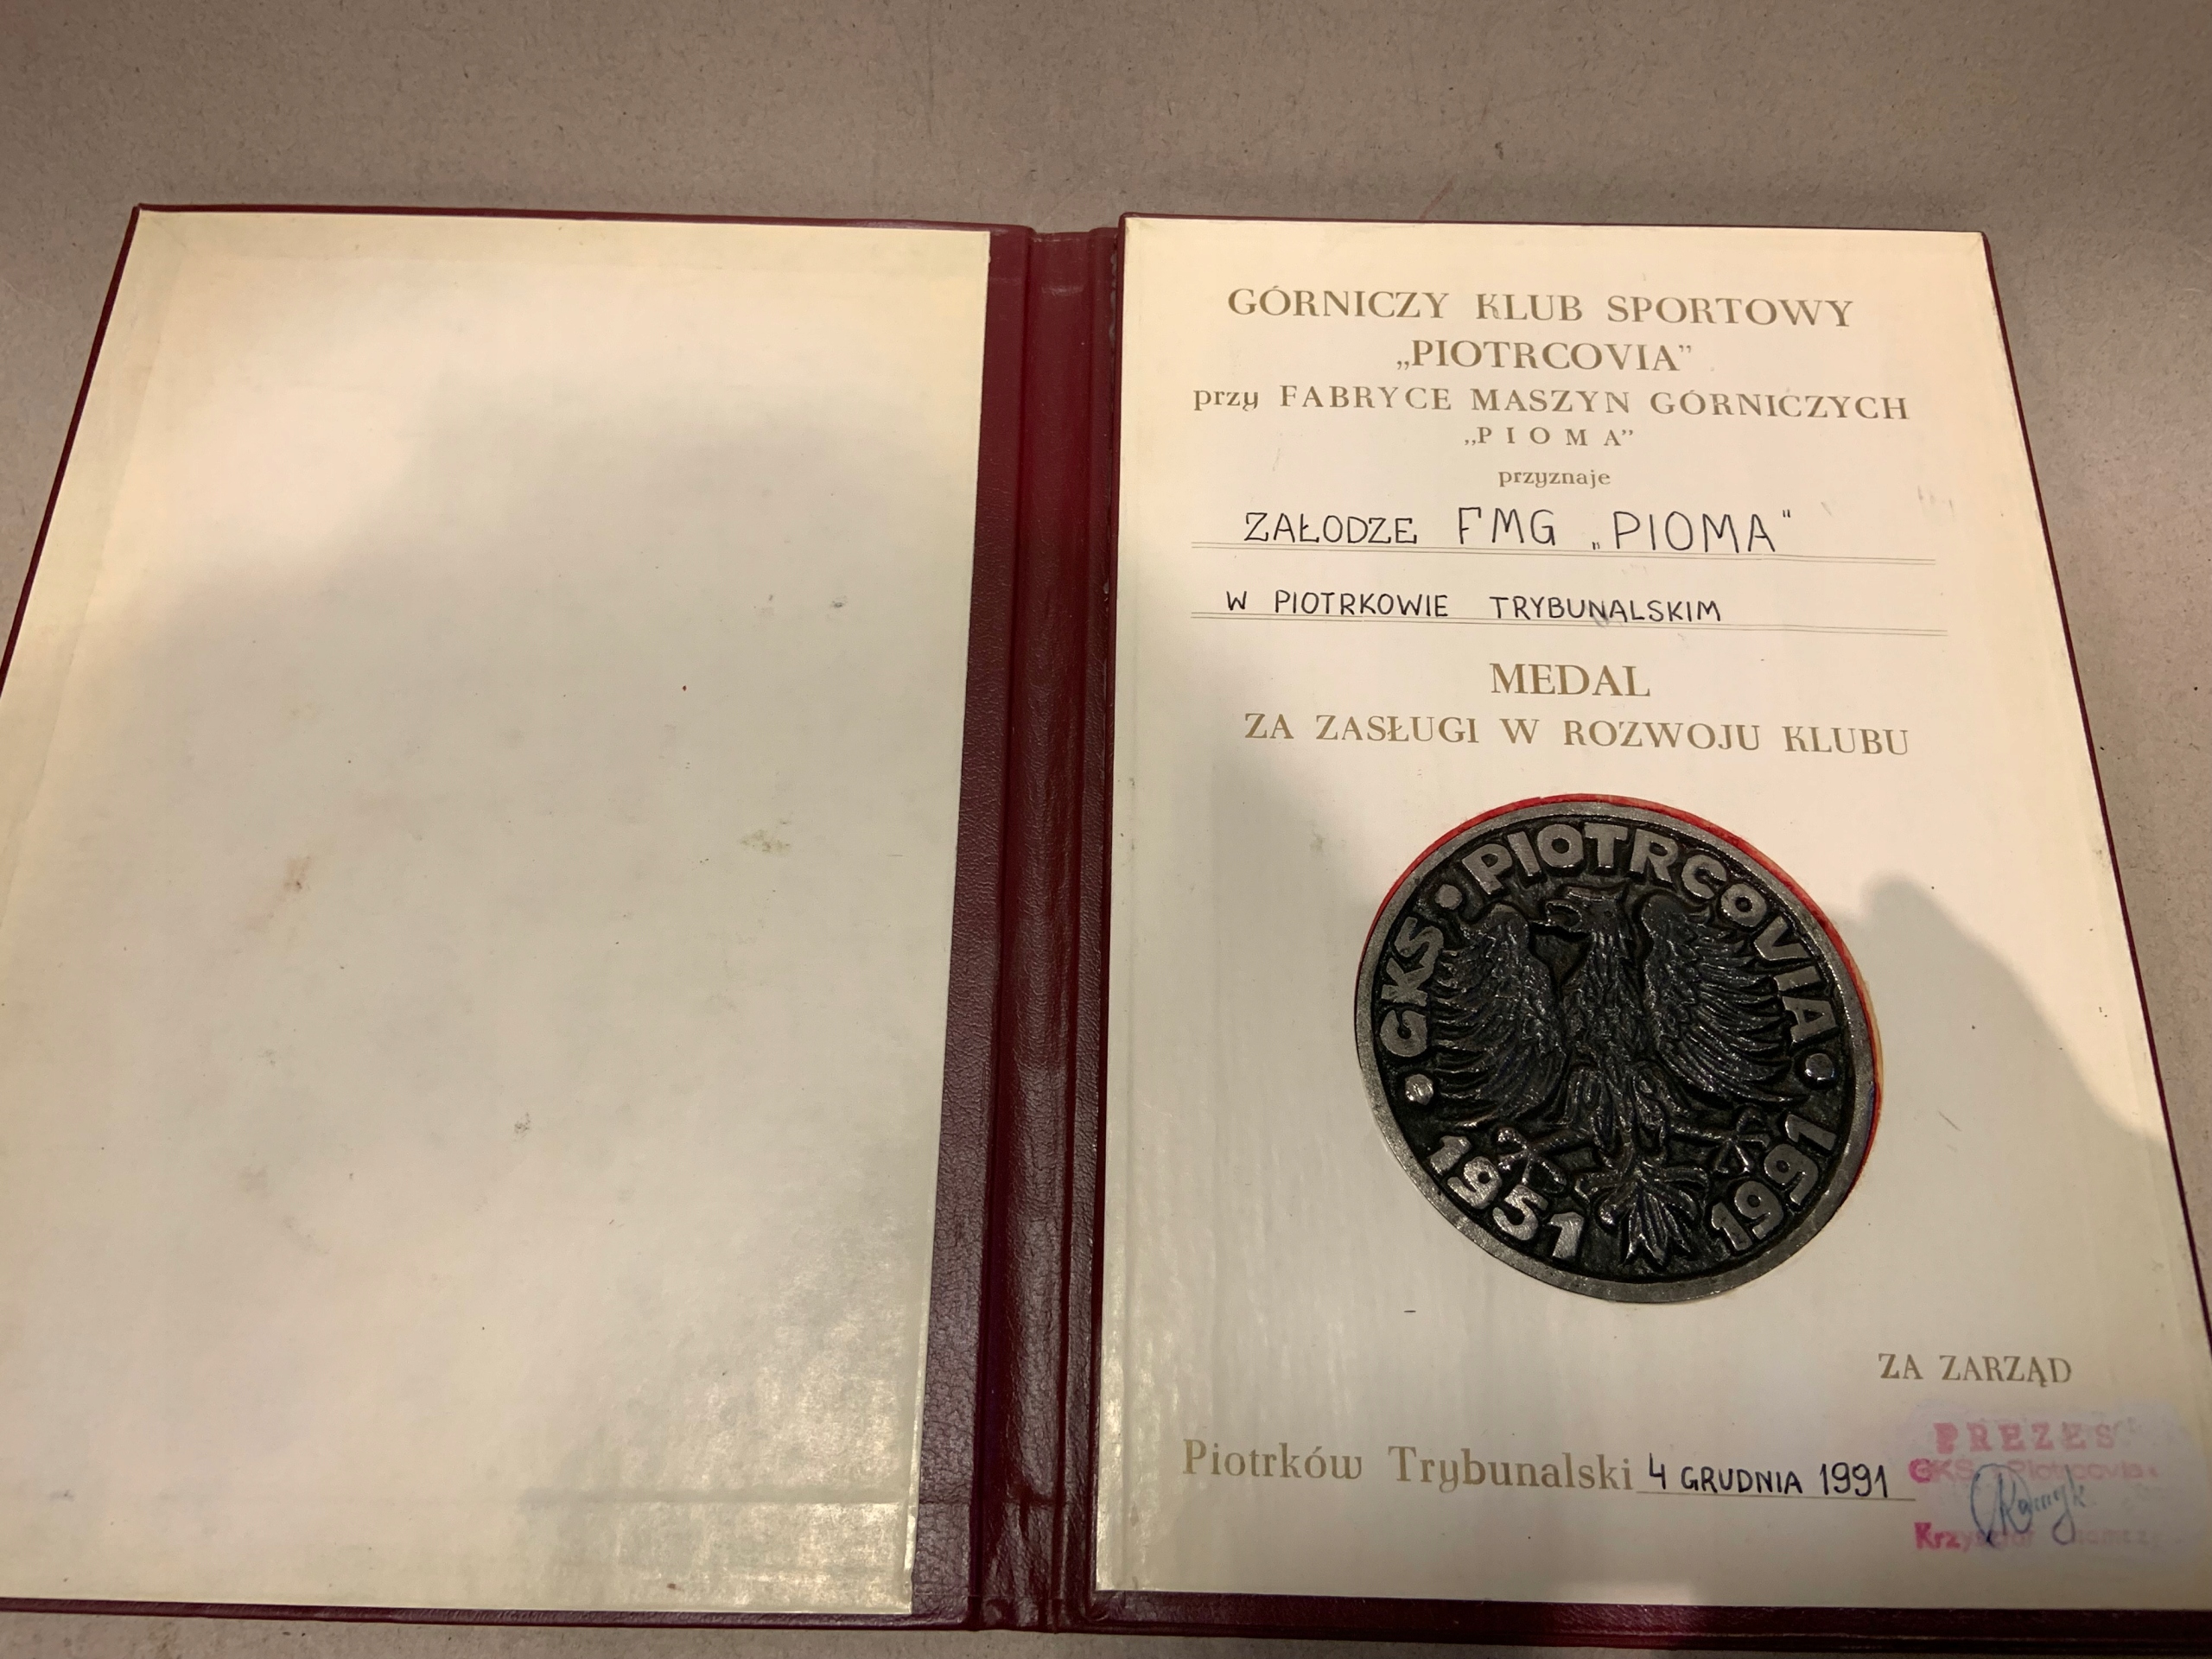 GÓRNICZY KLUB SPORTOWY
„PIOTRCOVIA”
przy FABRYCE MASZYN GÓRNICZYCH
„PIOMA”
przyznaje
ZAŁODZE FMG „PIOMA“
W PIOTRKOWIE TRYBUNALSKIM
MEDAL
ZA ZASŁUGI W ROZWOJU KLUBU
GKS • PIOTRCOVIA •
• 1951 1991
ZA ZARZĄD
PREZES
GKS Piotrcovia
Piotrków Trybunalski 4 GRUDNIA 1991